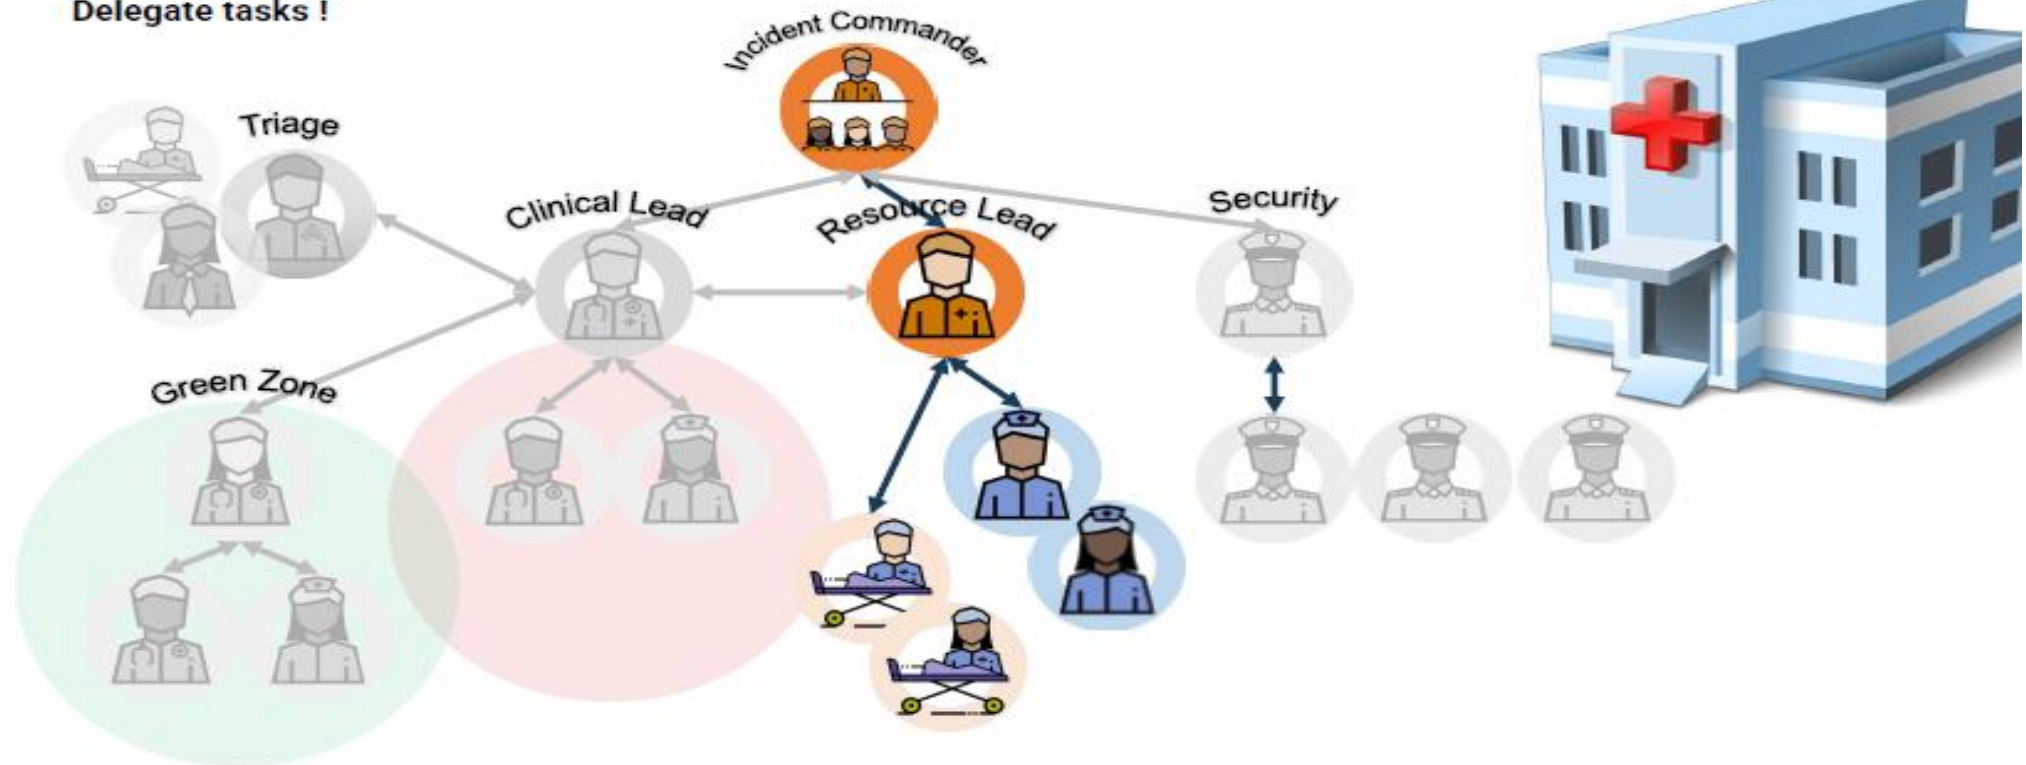 Delegate tasks !
Incident Commander
Triage
Clinical Lead
Resource Lead
Security
Green Zone